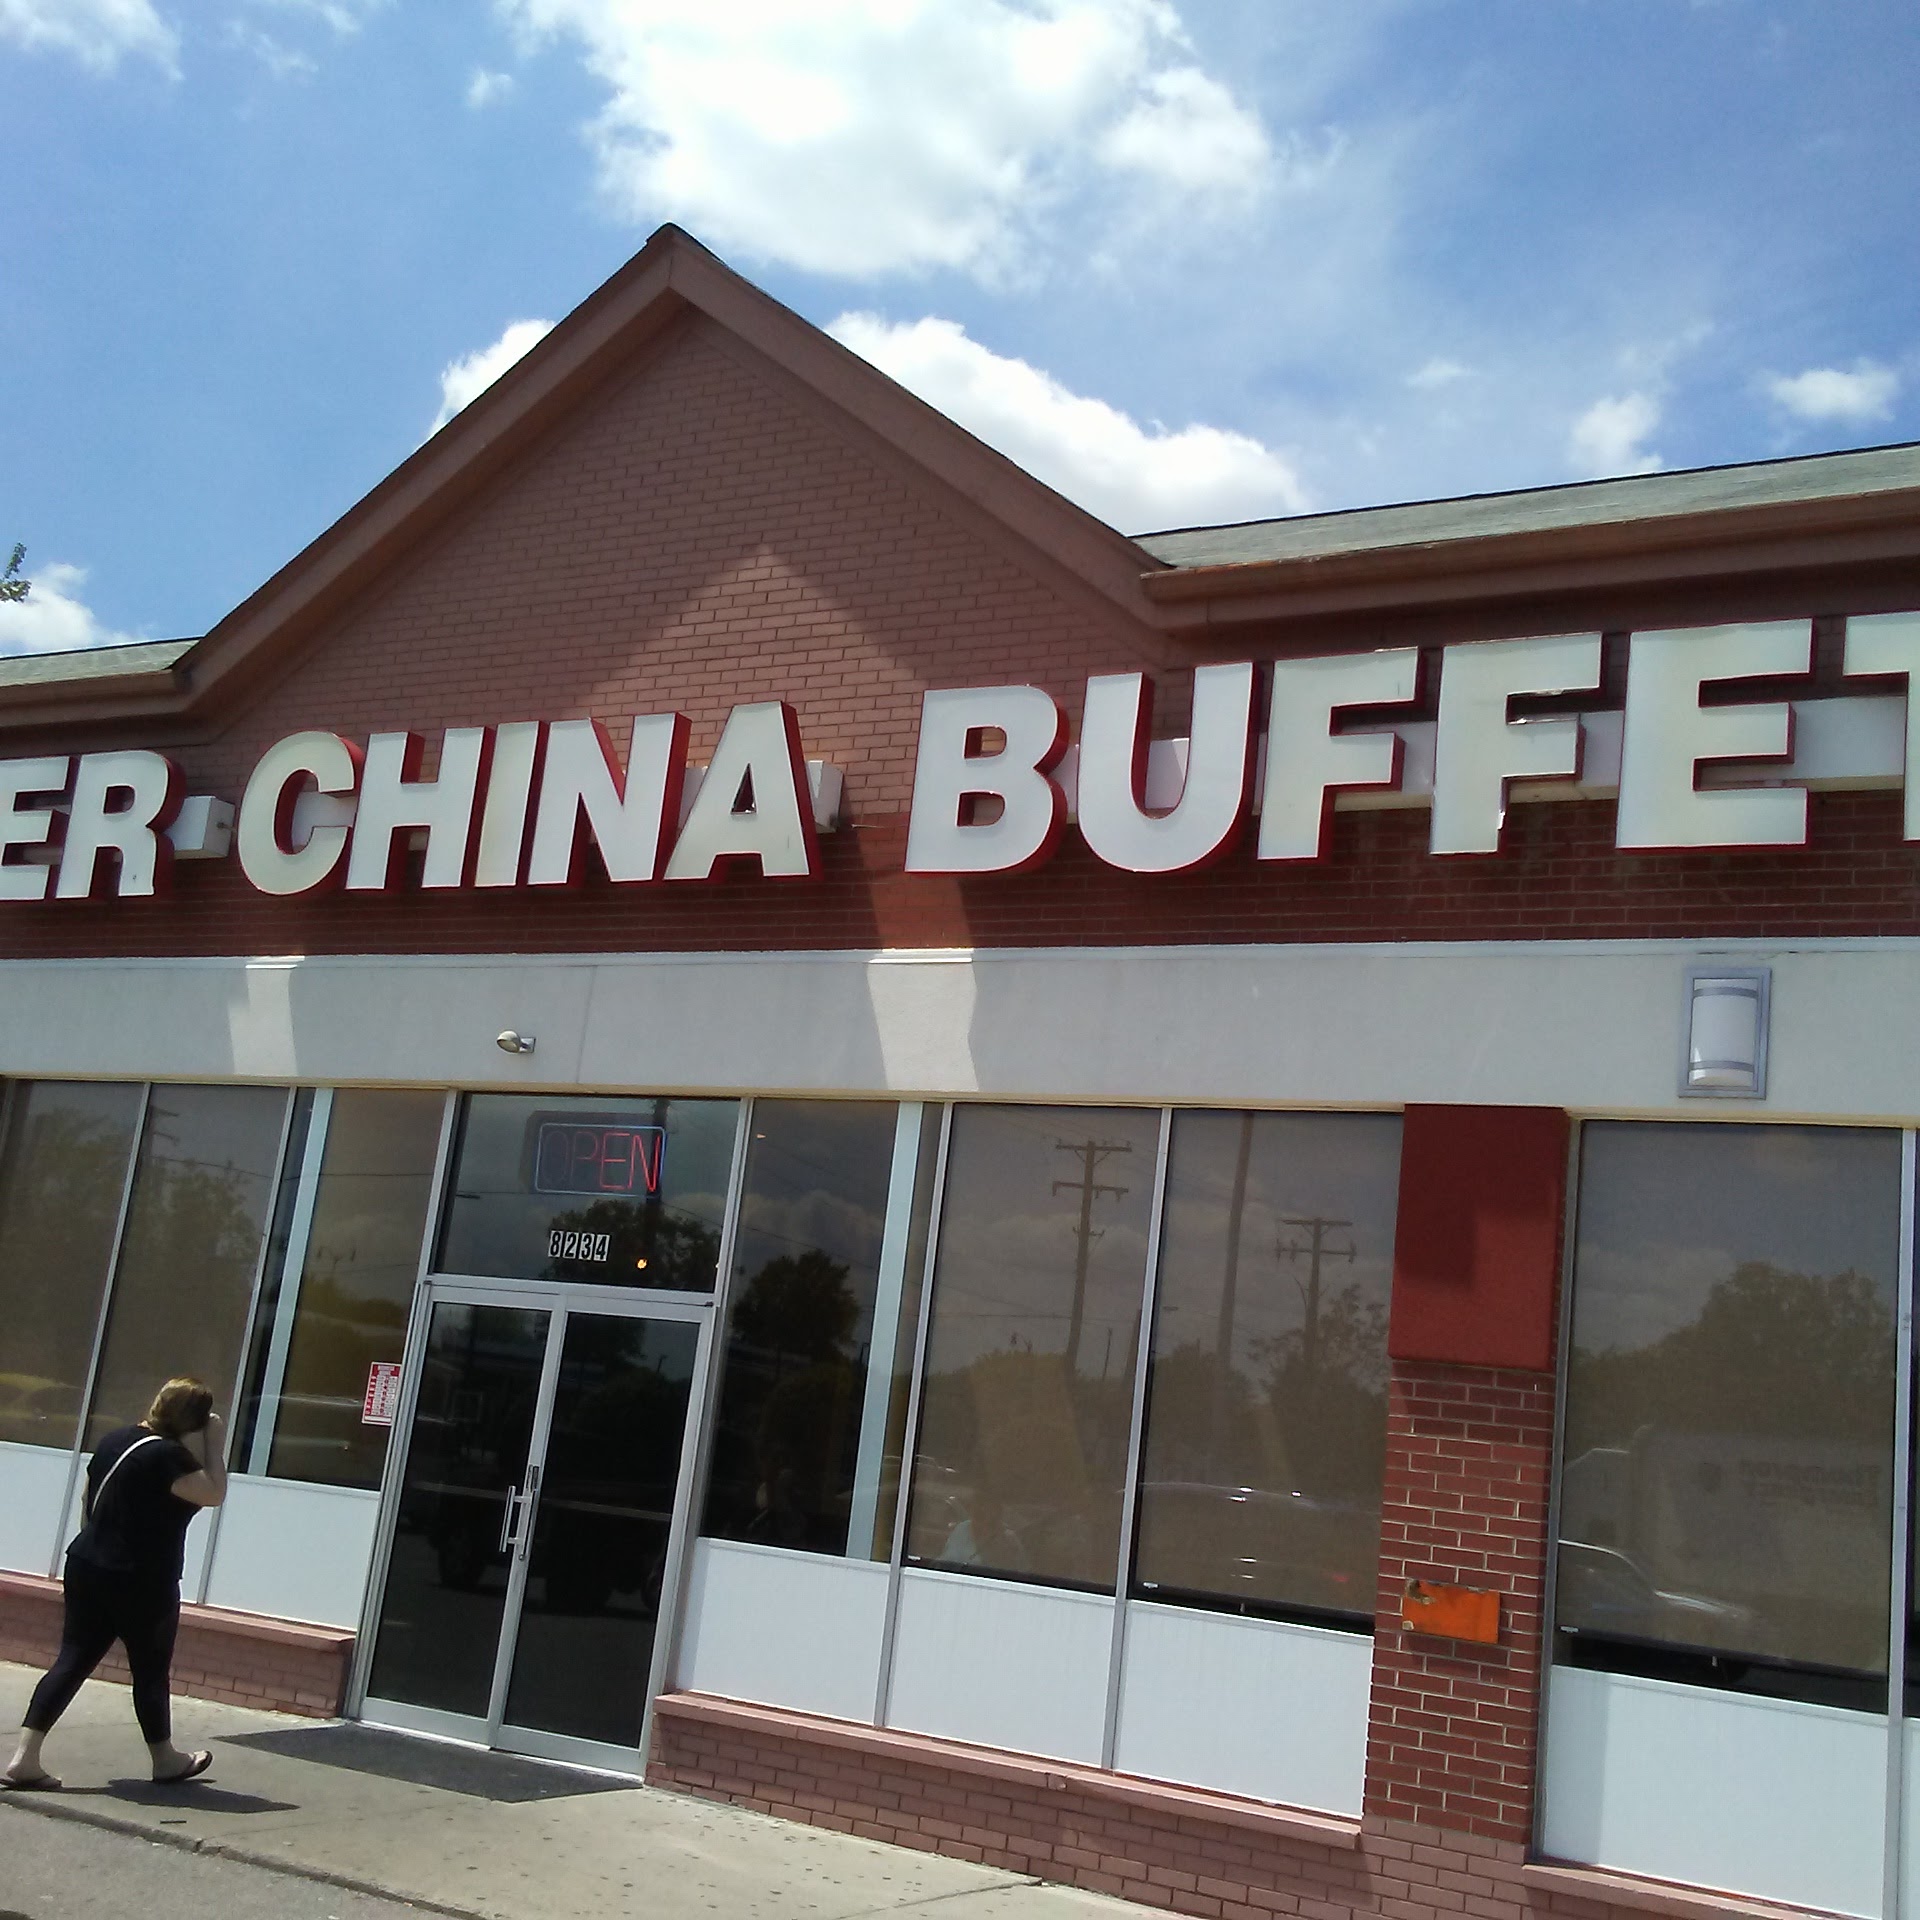 ER CHINA BUFFET
OPEN
8234